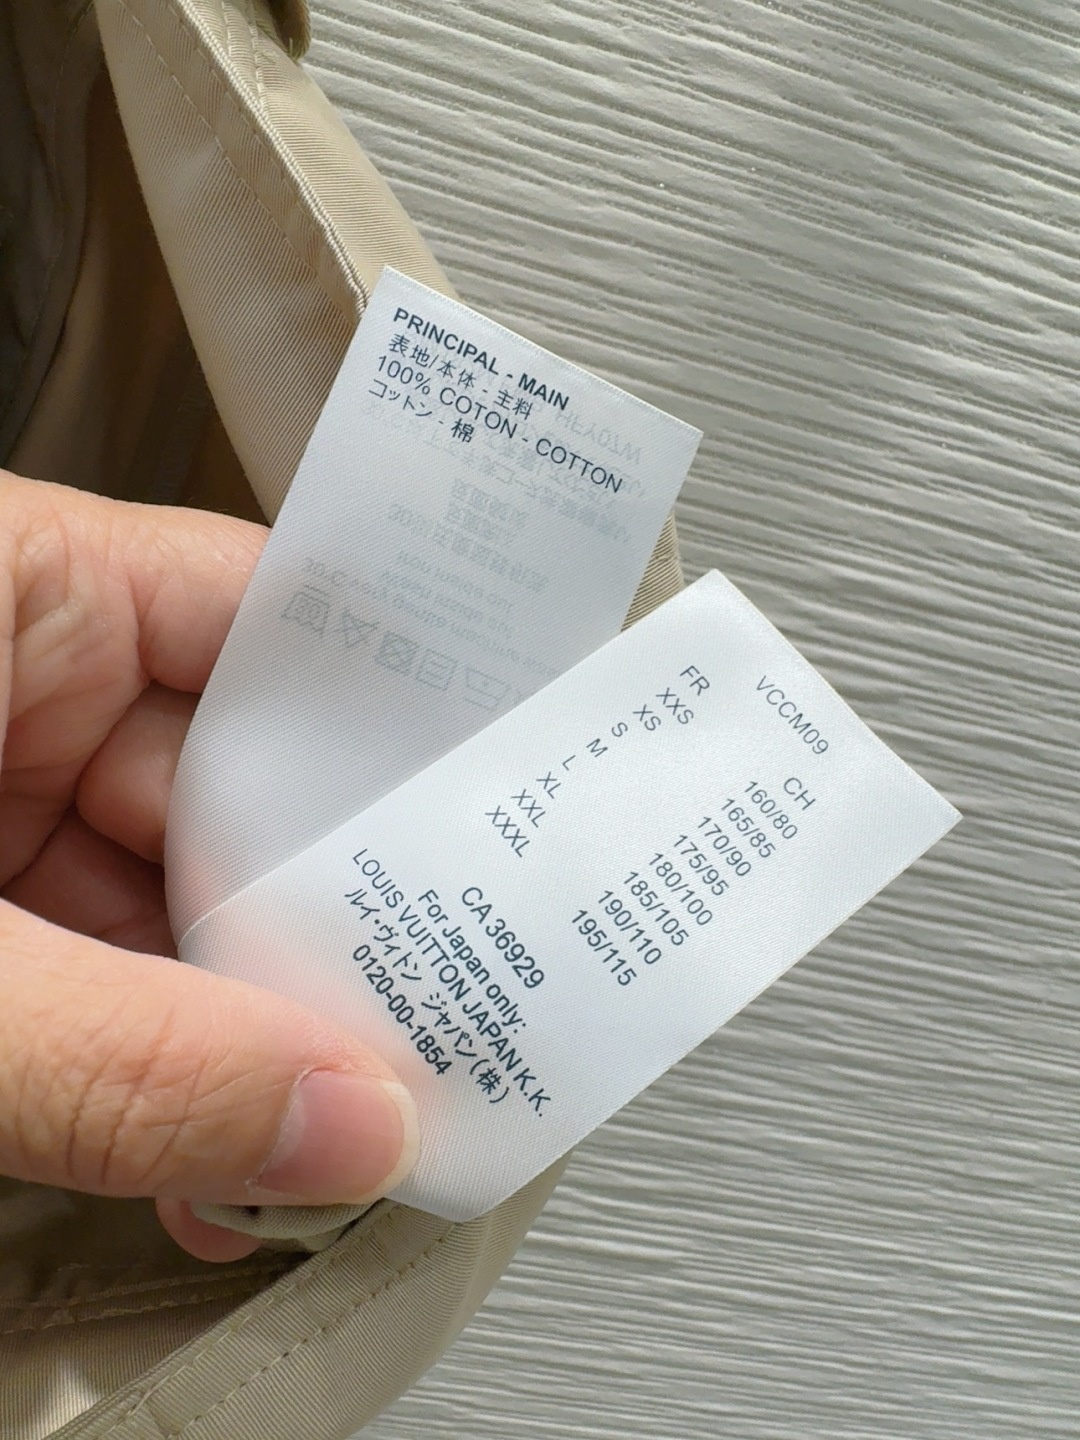 PRINCIPAL - MAIN
表地/本体 - 主料
100% COTON - COTTON
コットン - 棉
VCCM09
FR CH
XXS 160/80
XS 165/85
S 170/90
M 175/95
L 180/100
XL 185/105
XXL 190/110
XXXL 195/115
CA 36929
For Japan only:
LOUIS VUITTON JAPAN K.K.
ルイ・ヴィトン ジャパン(株)
0120-00-1854